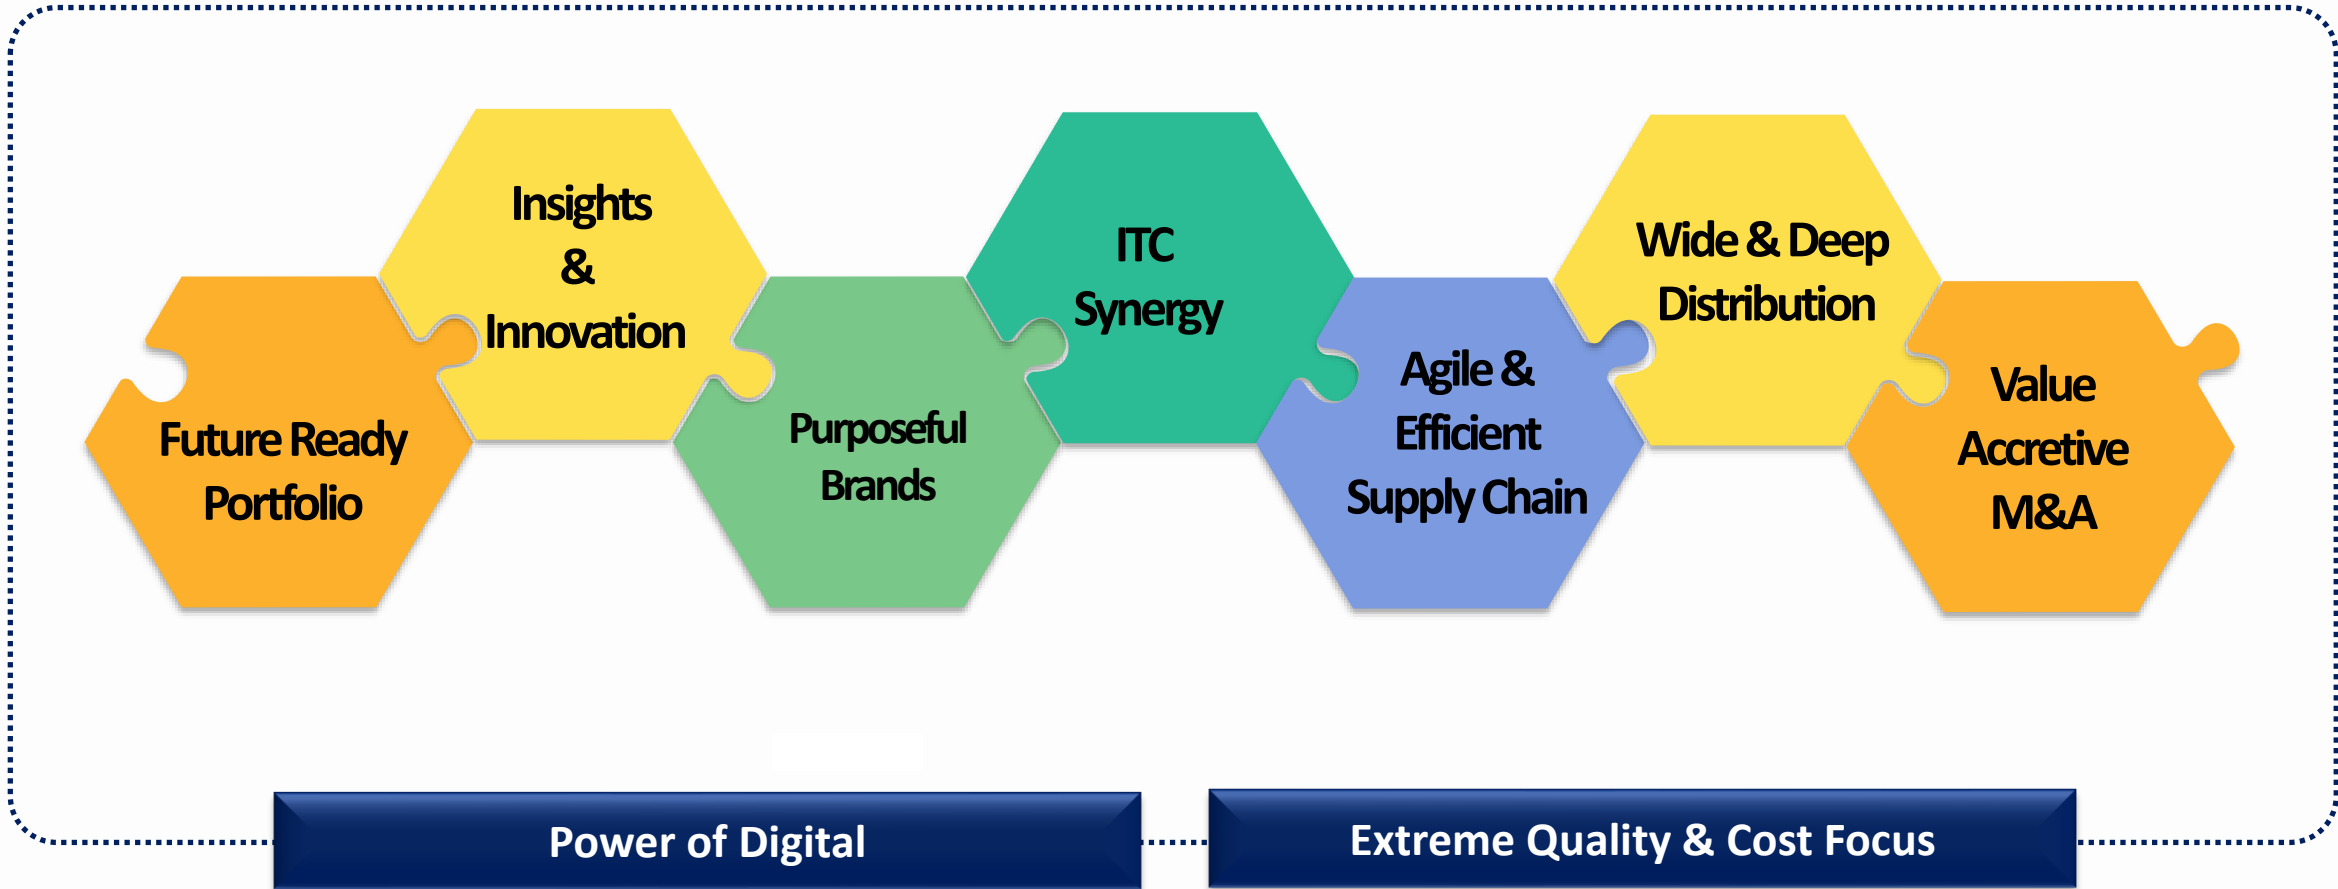 Future Ready
Portfolio
Insights
&
Innovation
Purposeful
Brands
ITC
Synergy
Agile &
Efficient
Supply Chain
Wide & Deep
Distribution
Value
Accretive
M&A
Power of Digital
Extreme Quality & Cost Focus